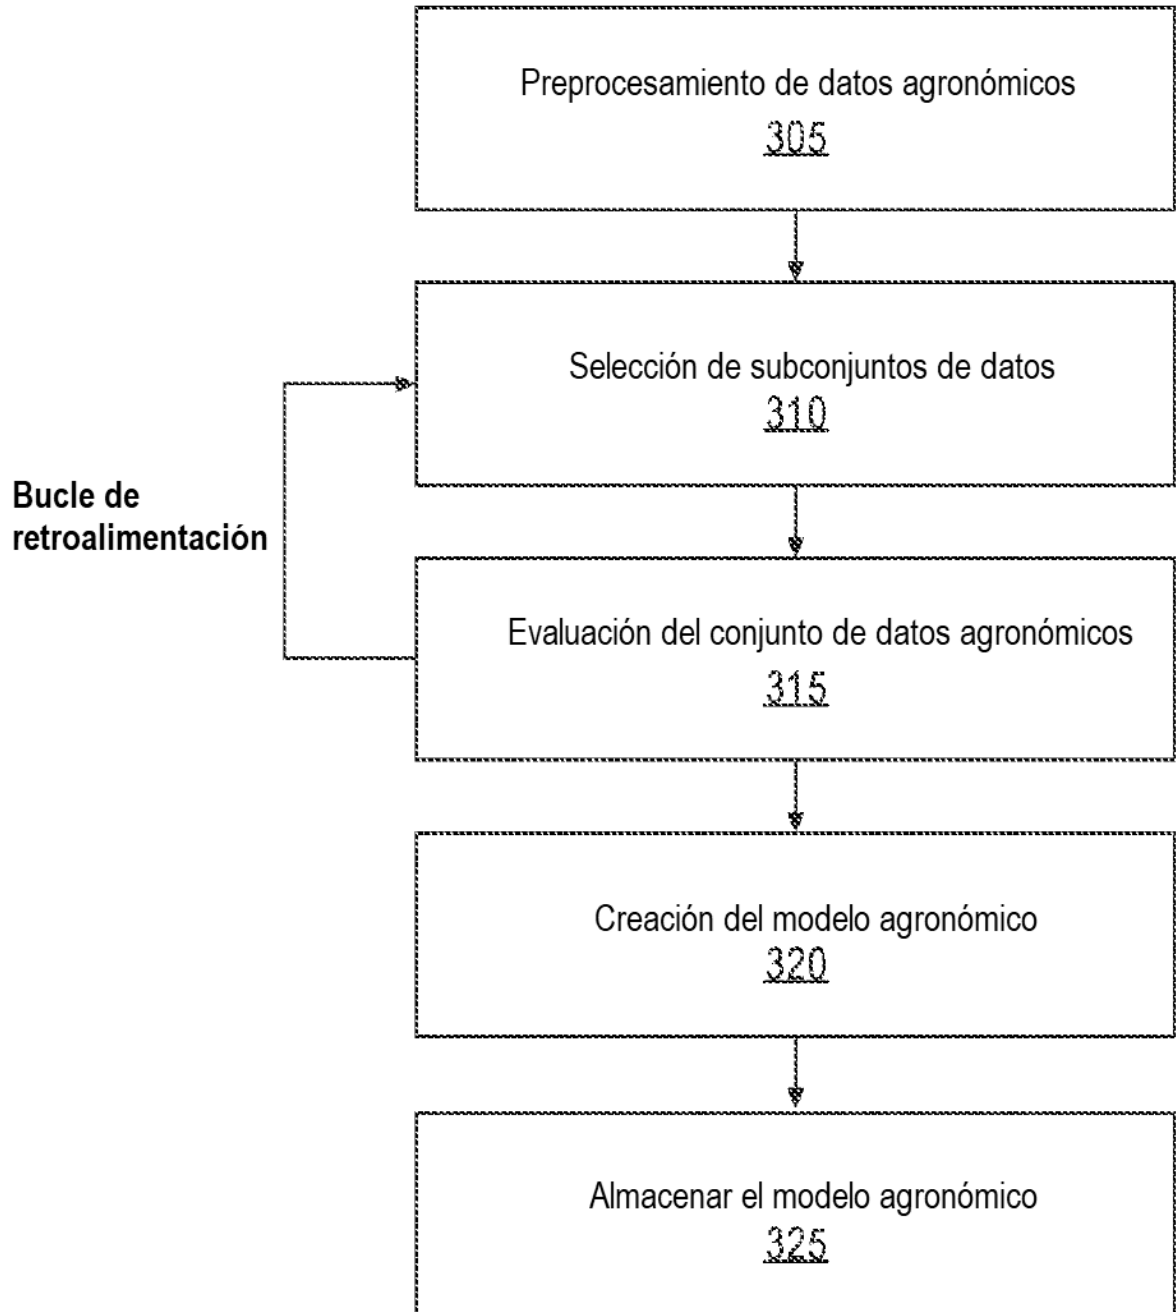 Preprocesamiento de datos agronómicos
305
Selección de subconjuntos de datos
310
Bucle de
retroalimentación
Evaluación del conjunto de datos agronómicos
315
Creación del modelo agronómico
320
Almacenar el modelo agronómico
325